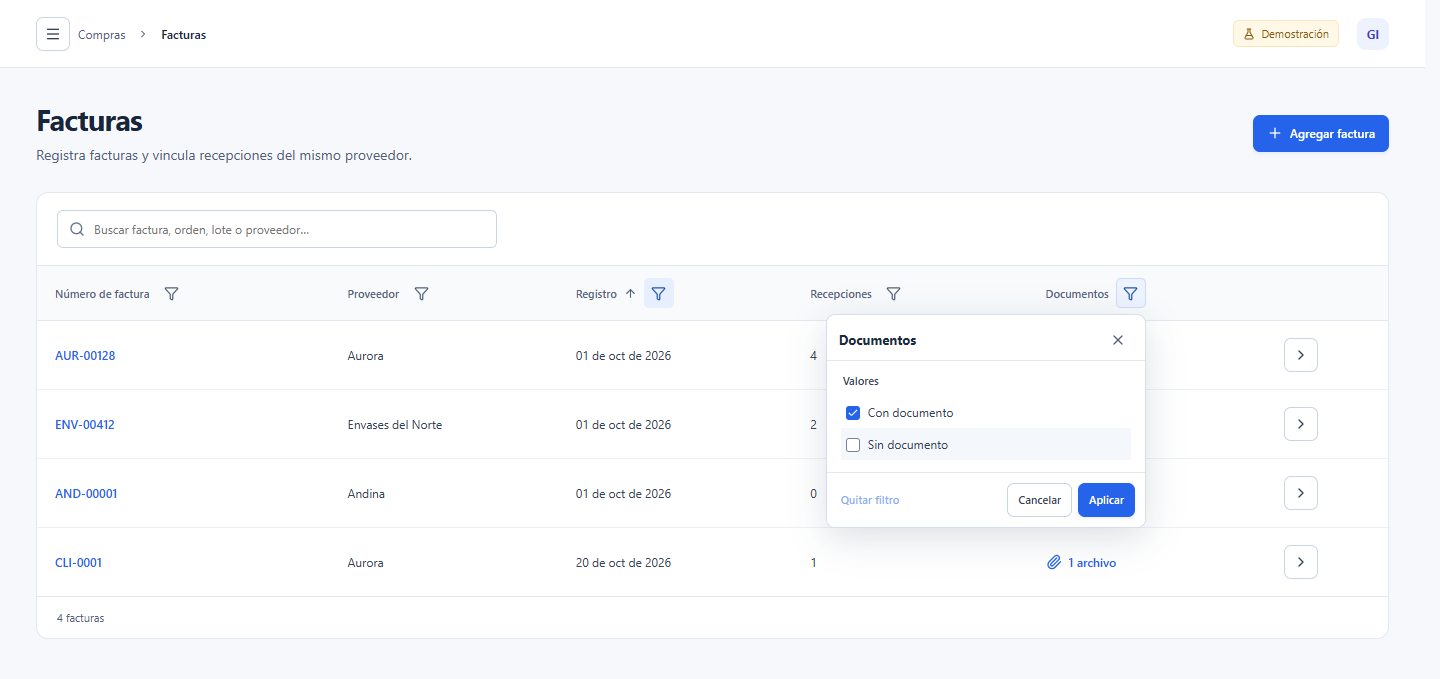 Compras > Facturas
Demostración
GI
Facturas
Registra facturas y vincula recepciones del mismo proveedor.
+ Agregar factura
Buscar factura, orden, lote o proveedor...
Número de factura Proveedor Registro ↑ Recepciones Documentos
AUR-00128 Aurora 01 de oct de 2026 4
ENV-00412 Envases del Norte 01 de oct de 2026 2
AND-00001 Andina 01 de oct de 2026 0
CLI-0001 Aurora 20 de oct de 2026 1 1 archivo
4 facturas
Documentos
Valores
Con documento
Sin documento
Quitar filtro Cancelar Aplicar